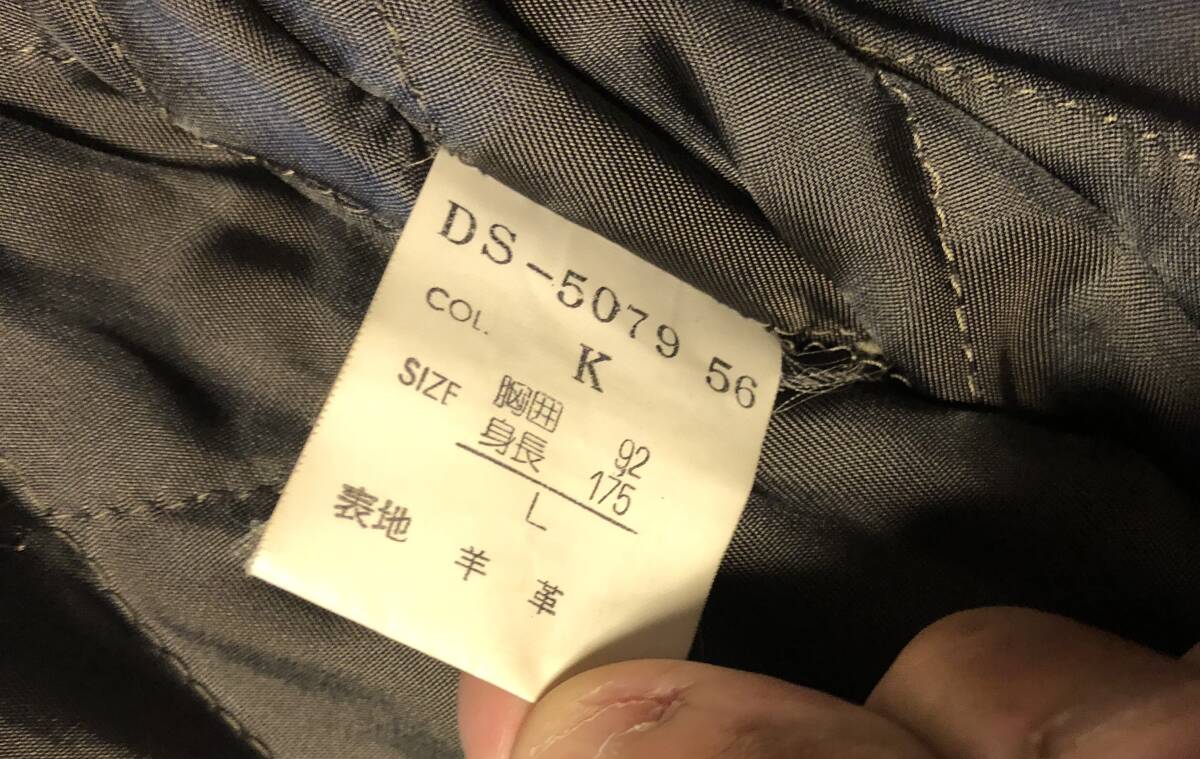 DS-5079 56
COL. K
SIZE 胸囲 92
身長 175
L
表地 羊革